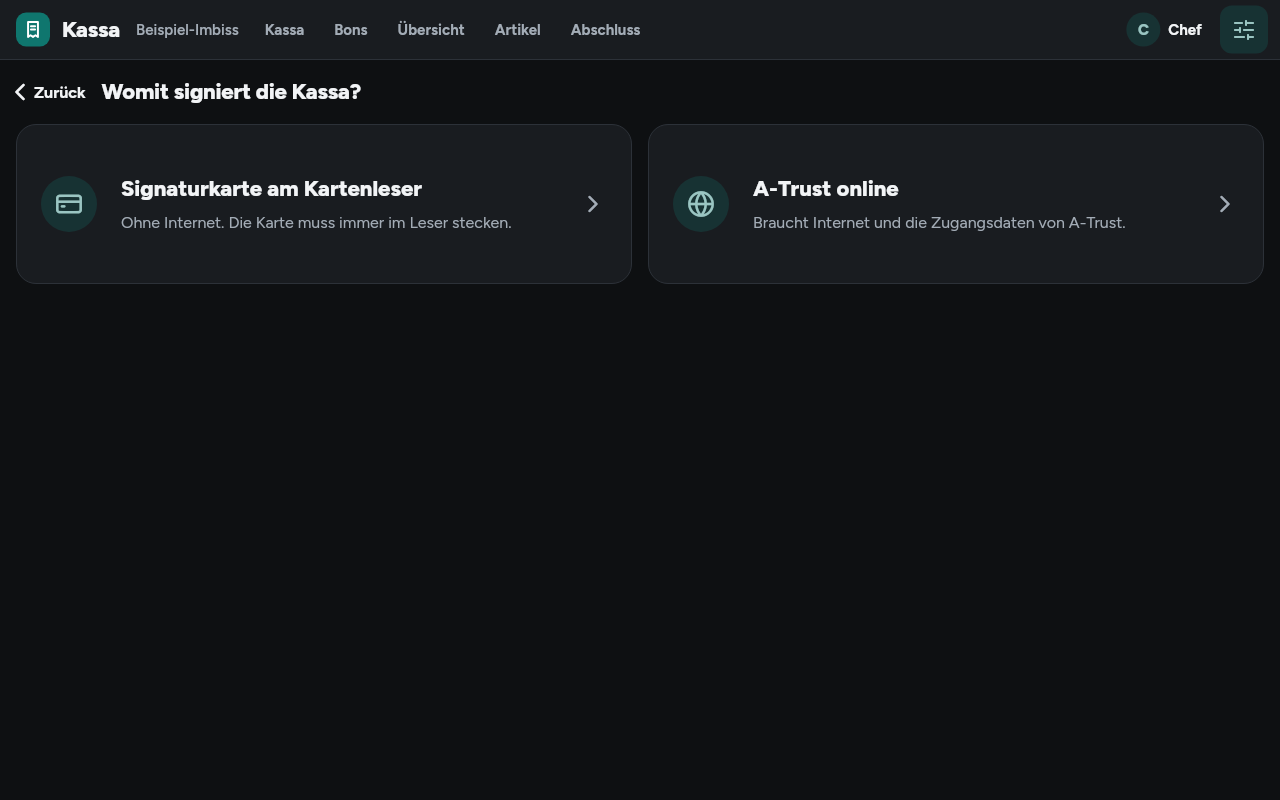 Kassa Beispiel-Imbiss Kassa Bons Übersicht Artikel Abschluss C Chef
Zurück Womit signiert die Kassa?
Signaturkarte am Kartenleser
Ohne Internet. Die Karte muss immer im Leser stecken.
A-Trust online
Braucht Internet und die Zugangsdaten von A-Trust.